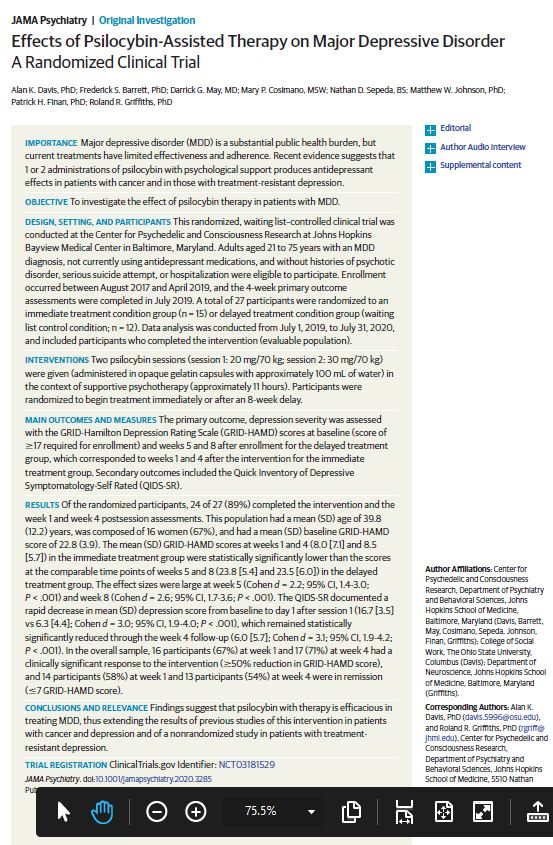 JAMA Psychiatry | Original Investigation
Effects of Psilocybin-Assisted Therapy on Major Depressive Disorder
A Randomized Clinical Trial
Alan K. Davis, PhD; Frederick S. Barrett, PhD; Darrick G. May, MD; Mary P. Cosimano, MSW; Nathan D. Sepeda, BS; Matthew W. Johnson, PhD;
Patrick H. Finan, PhD; Roland R. Griffiths, PhD
IMPORTANCE Major depressive disorder (MDD) is a substantial public health burden, but
current treatments have limited effectiveness and adherence. Recent evidence suggests that
1 or 2 administrations of psilocybin with psychological support produces antidepressant
effects in patients with cancer and in those with treatment-resistant depression.
OBJECTIVE To investigate the effect of psilocybin therapy in patients with MDD.
DESIGN, SETTING, AND PARTICIPANTS This randomized, waiting list-controlled clinical trial was
conducted at the Center for Psychedelic and Consciousness Research at Johns Hopkins
Bayview Medical Center in Baltimore, Maryland. Adults aged 21 to 75 years with an MDD
diagnosis, not currently using antidepressant medications, and without histories of psychotic
disorder, serious suicide attempt, or hospitalization were eligible to participate. Enrollment
occurred between August 2017 and April 2019, and the 4-week primary outcome
assessments were completed in July 2019. A total of 27 participants were randomized to an
immediate treatment condition group (n = 15) or delayed treatment condition group (waiting
list control condition; n = 12). Data analysis was conducted from July 1, 2019, to July 31, 2020,
and included participants who completed the intervention (evaluable population).
INTERVENTIONS Two psilocybin sessions (session 1: 20 mg/70 kg; session 2: 30 mg/70 kg)
were given (administered in opaque gelatin capsules with approximately 100 mL of water) in
the context of supportive psychotherapy (approximately 11 hours). Participants were
randomized to begin treatment immediately or after an 8-week delay.
MAIN OUTCOMES AND MEASURES The primary outcome, depression severity was assessed
with the GRID-Hamilton Depression Rating Scale (GRID-HAMD) scores at baseline (score of
≥17 required for enrollment) and weeks 5 and 8 after enrollment for the delayed treatment
group, which corresponded to weeks 1 and 4 after the intervention for the immediate
treatment group. Secondary outcomes included the Quick Inventory of Depressive
Symptomatology-Self Rated (QIDS-SR).
RESULTS Of the randomized participants, 24 of 27 (89%) completed the intervention and the
week 1 and week 4 postsession assessments. This population had a mean (SD) age of 39.8
(12.2) years, was composed of 16 women (67%), and had a mean (SD) baseline GRID-HAMD
score of 22.8 (3.9). The mean (SD) GRID-HAMD scores at weeks 1 and 4 (8.0 [7.1] and 8.5
[5.7]) in the immediate treatment group were statistically significantly lower than the scores
at the comparable time points of weeks 5 and 8 (23.8 [5.4] and 23.5 [6.0]) in the delayed
treatment group. The effect sizes were large at week 5 (Cohen d = 2.2; 95% CI, 1.4-3.0;
P < .001) and week 8 (Cohen d = 2.6; 95% CI, 1.7-3.6; P < .001). The QIDS-SR documented a
rapid decrease in mean (SD) depression score from baseline to day 1 after session 1 (16.7 [3.5]
vs 6.3 [4.4]; Cohen d = 3.0; 95% CI, 1.9-4.0; P < .001), which remained statistically
significantly reduced through the week 4 follow-up (6.0 [5.7]; Cohen d = 3.1; 95% CI, 1.9-4.2;
P < .001). In the overall sample, 16 participants (67%) at week 1 and 17 (71%) at week 4 had a
clinically significant response to the intervention (≥50% reduction in GRID-HAMD score),
and 14 participants (58%) at week 1 and 13 participants (54%) at week 4 were in remission
(≤7 GRID-HAMD score).
CONCLUSIONS AND RELEVANCE Findings suggest that psilocybin with therapy is efficacious in
treating MDD, thus extending the results of previous studies of this intervention in patients
with cancer and depression and of a nonrandomized study in patients with treatment-
resistant depression.
TRIAL REGISTRATION ClinicalTrials.gov Identifier: NCT03181529
JAMA Psychiatry. doi:10.1001/jamapsychiatry.2020.3285
Editorial
Author Audio Interview
Supplemental content
Author Affiliations: Center for
Psychedelic and Consciousness
Research, Department of Psychiatry
and Behavioral Sciences, Johns
Hopkins School of Medicine,
Baltimore, Maryland (Davis, Barrett,
May, Cosimano, Sepeda, Johnson,
Finan, Griffiths); College of Social
Work, The Ohio State University,
Columbus (Davis); Department of
Neuroscience, Johns Hopkins School
of Medicine, Baltimore, Maryland
(Griffiths).
Corresponding Authors: Alan K.
Davis, PhD (davis.5996@osu.edu),
and Roland R. Griffiths, PhD (rgriff@
jhmi.edu), Center for Psychedelic and
Consciousness Research,
Department of Psychiatry and
Behavioral Sciences, Johns Hopkins
School of Medicine, 5510 Nathan
75.5%